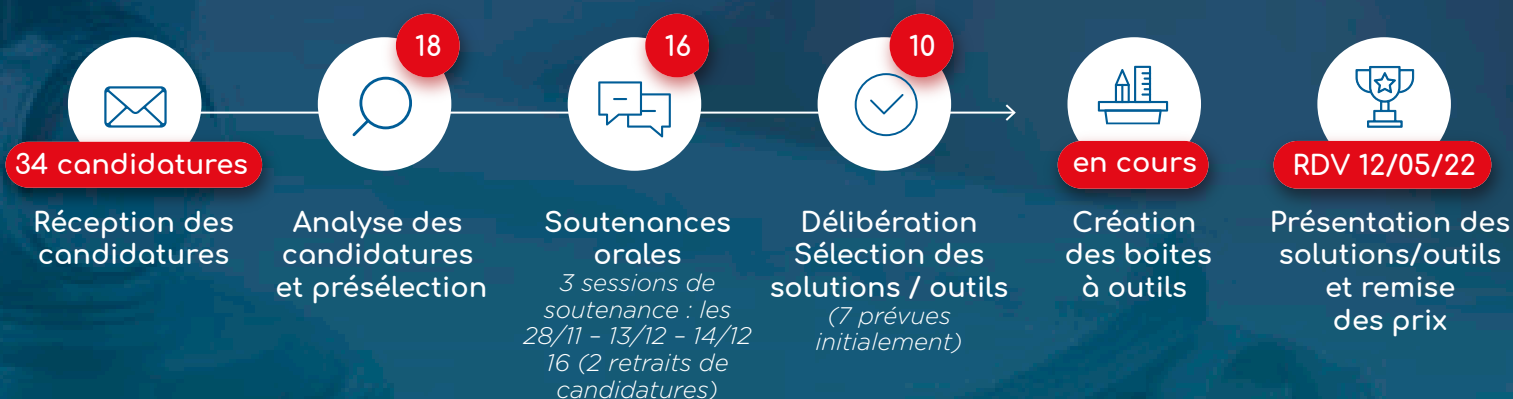 34 candidatures
Réception des
candidatures
18
Analyse des
candidatures
et présélection
16
Soutenances
orales
3 sessions de
soutenance : les
28/11 – 13/12 – 14/12
16 (2 retraits de
candidatures)
10
Délibération
Sélection des
solutions / outils
(7 prévues
initialement)
en cours
Création
des boites
à outils
RDV 12/05/22
Présentation des
solutions/outils
et remise
des prix